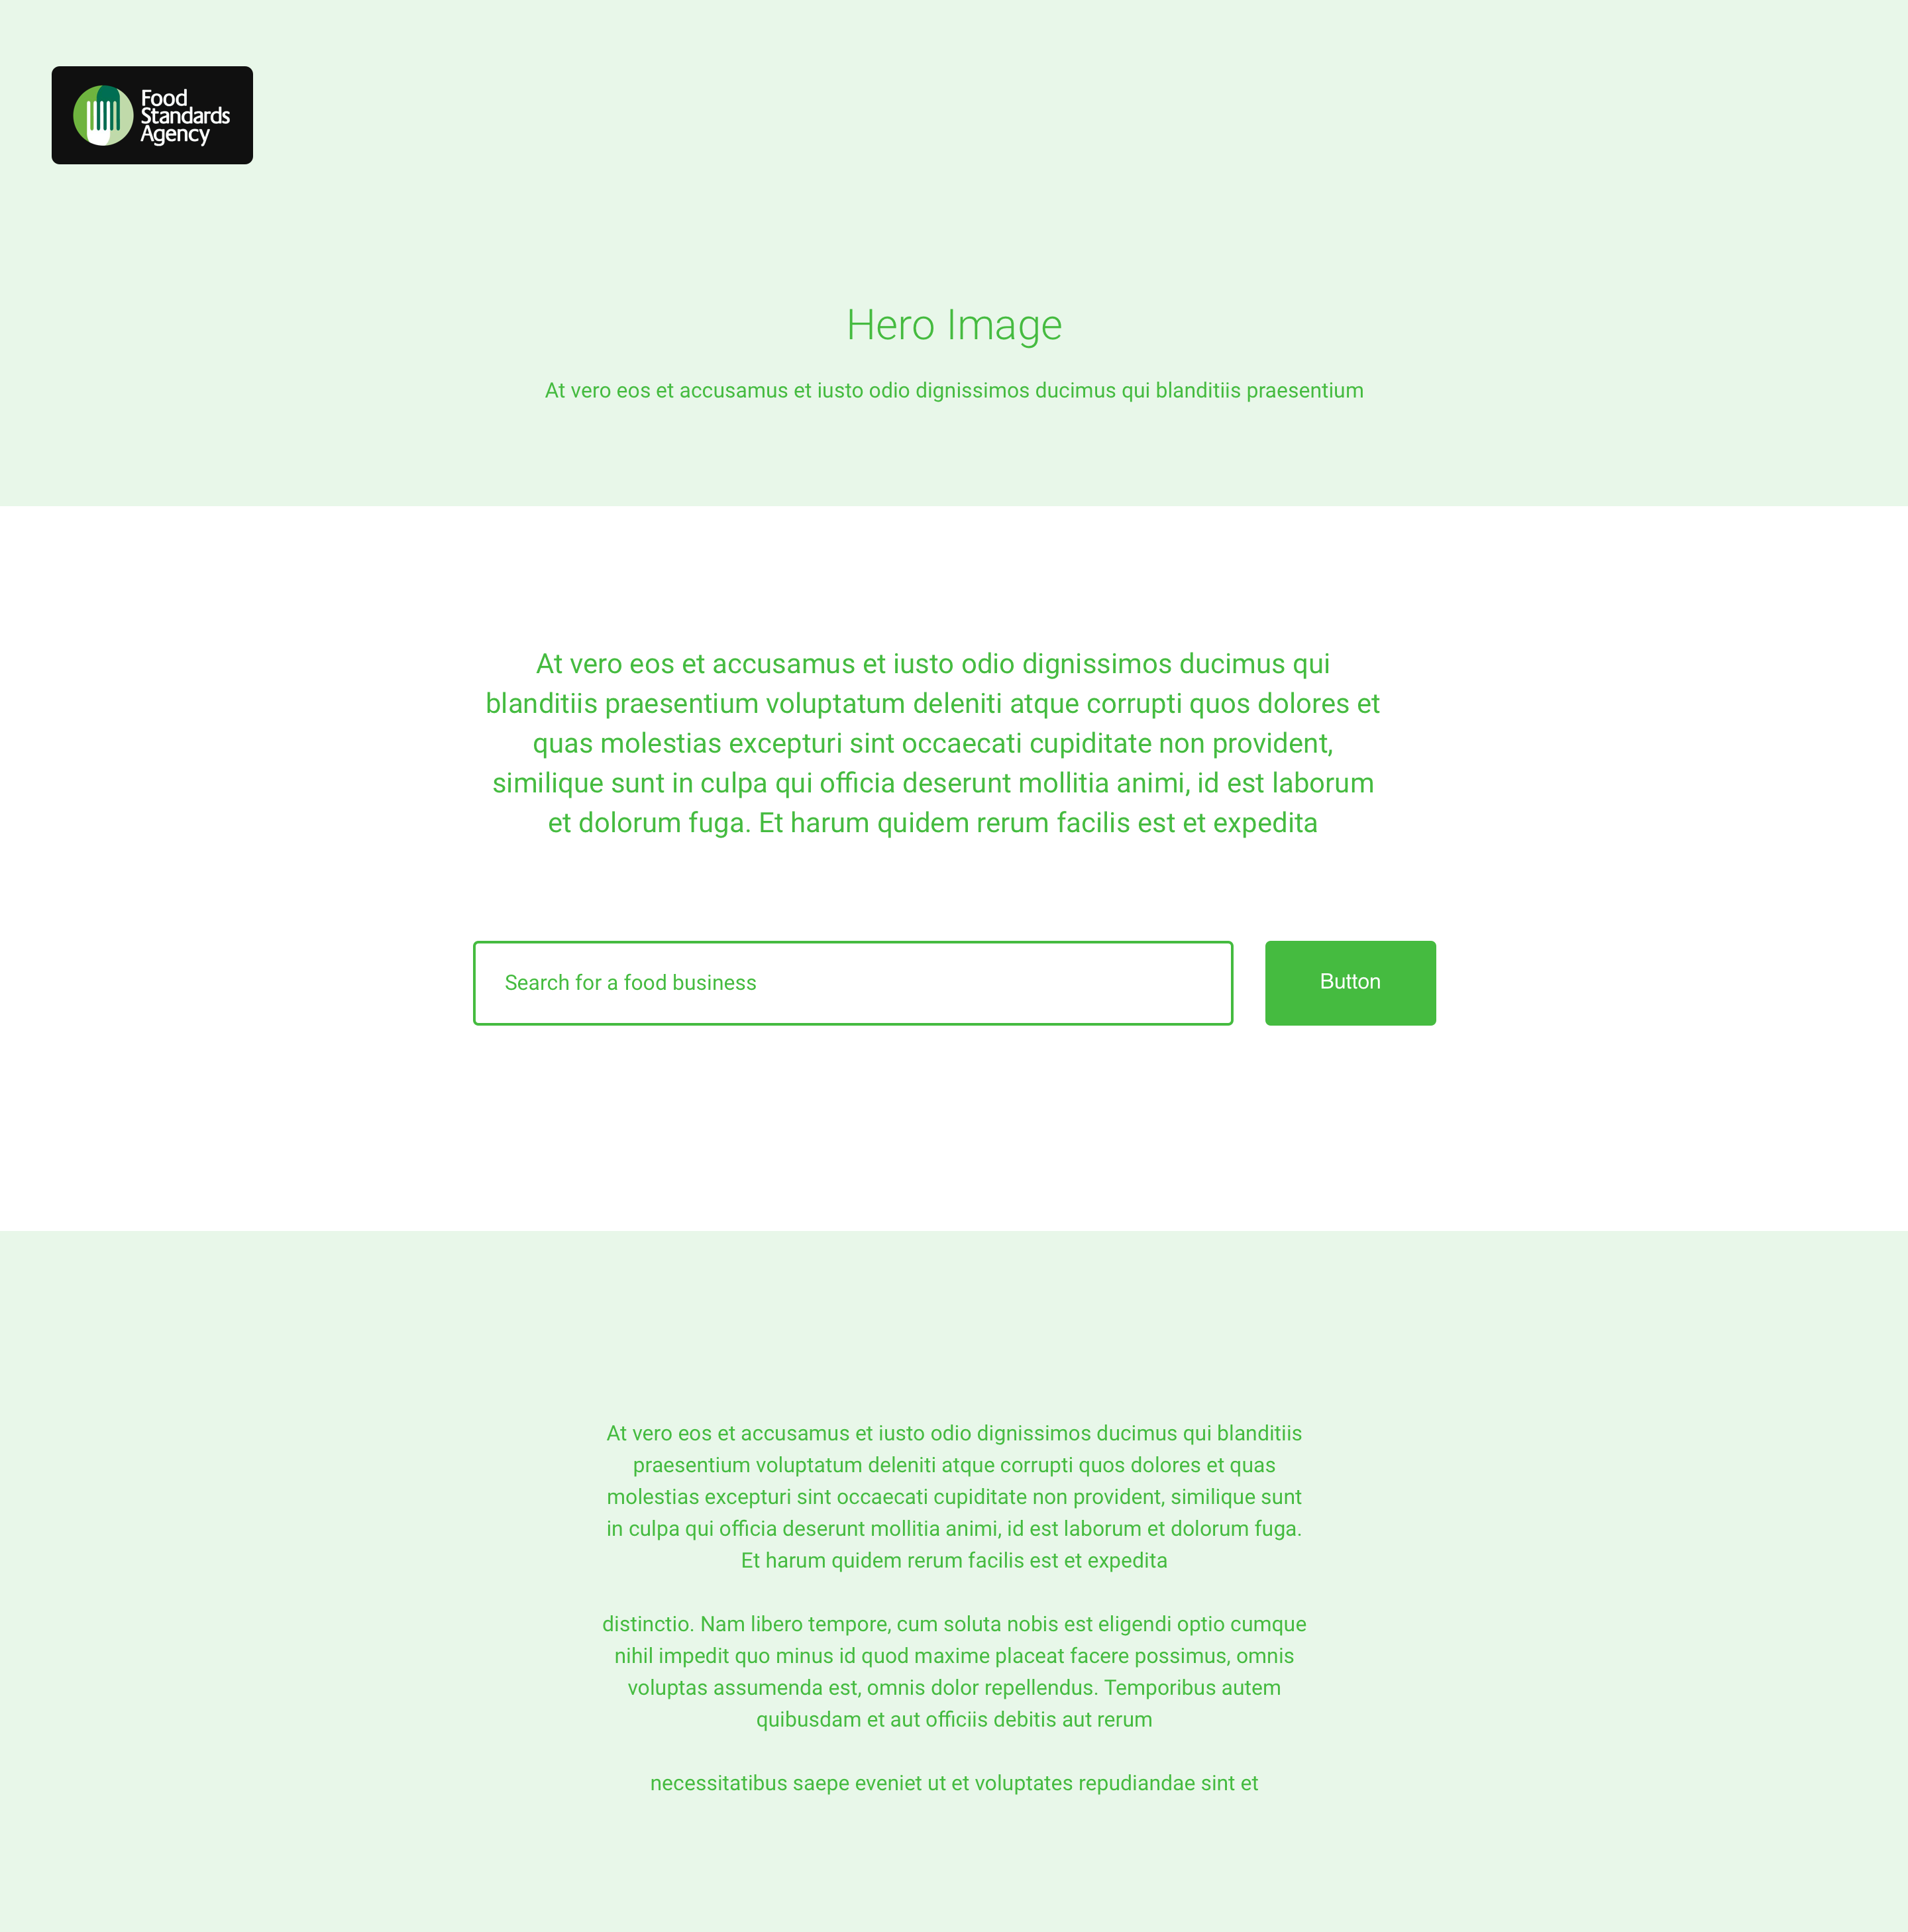 Food
Standards
Agency
Hero Image
At vero eos et accusamus et iusto odio dignissimos ducimus qui blanditiis praesentium
At vero eos et accusamus et iusto odio dignissimos ducimus qui
blanditiis praesentium voluptatum deleniti atque corrupti quos dolores et
quas molestias excepturi sint occaecati cupiditate non provident,
similique sunt in culpa qui officia deserunt mollitia animi, id est laborum
et dolorum fuga. Et harum quidem rerum facilis est et expedita
Search for a food business
Button
At vero eos et accusamus et iusto odio dignissimos ducimus qui blanditiis
praesentium voluptatum deleniti atque corrupti quos dolores et quas
molestias excepturi sint occaecati cupiditate non provident, similique sunt
in culpa qui officia deserunt mollitia animi, id est laborum et dolorum fuga.
Et harum quidem rerum facilis est et expedita
distinctio. Nam libero tempore, cum soluta nobis est eligendi optio cumque
nihil impedit quo minus id quod maxime placeat facere possimus, omnis
voluptas assumenda est, omnis dolor repellendus. Temporibus autem
quibusdam et aut officiis debitis aut rerum
necessitatibus saepe eveniet ut et voluptates repudiandae sint et